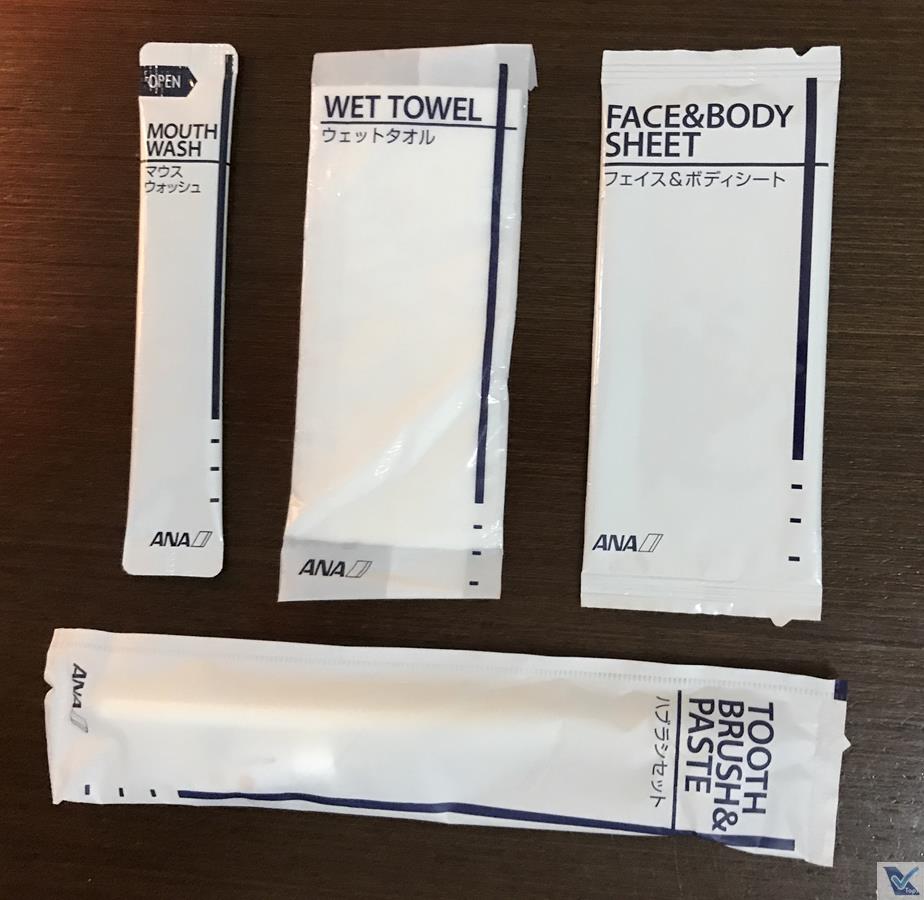 OPEN
MOUTH
WASH
マウス
ウォッシュ
ANA
WET TOWEL
ウェットタオル
ANA
FACE&BODY
SHEET
フェイス&ボディシート
ANA
TOOTH
BRUSH&
PASTE
ハブラシセット
ANA
Top